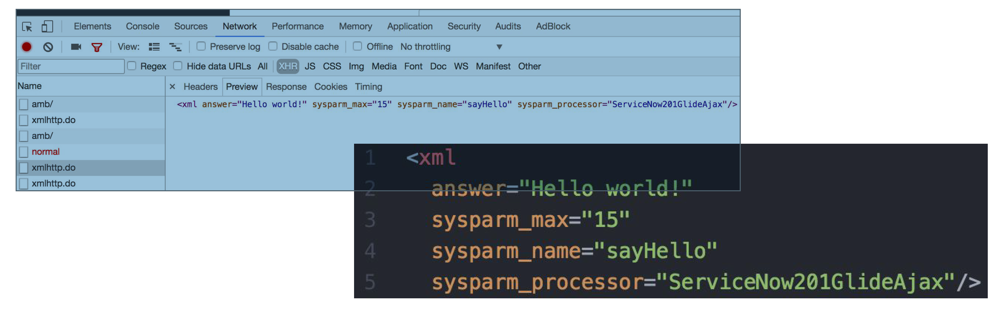 Elements Console Sources Network Performance Memory Application Security Audits AdBlock
View: Preserve log Disable cache Offline No throttling ▼
Filter Regex Hide data URLs All XHR JS CSS Img Media Font Doc WS Manifest Other
Name × Headers Preview Response Cookies Timing
amb/ <xml answer="Hello world!" sysparm_max="15" sysparm_name="sayHello" sysparm_processor="ServiceNow201GlideAjax"/>
xmlhttp.do
amb/
normal
xmlhttp.do
xmlhttp.do
1 <xml
2 answer="Hello world!"
3 sysparm_max="15"
4 sysparm_name="sayHello"
5 sysparm_processor="ServiceNow201GlideAjax"/>